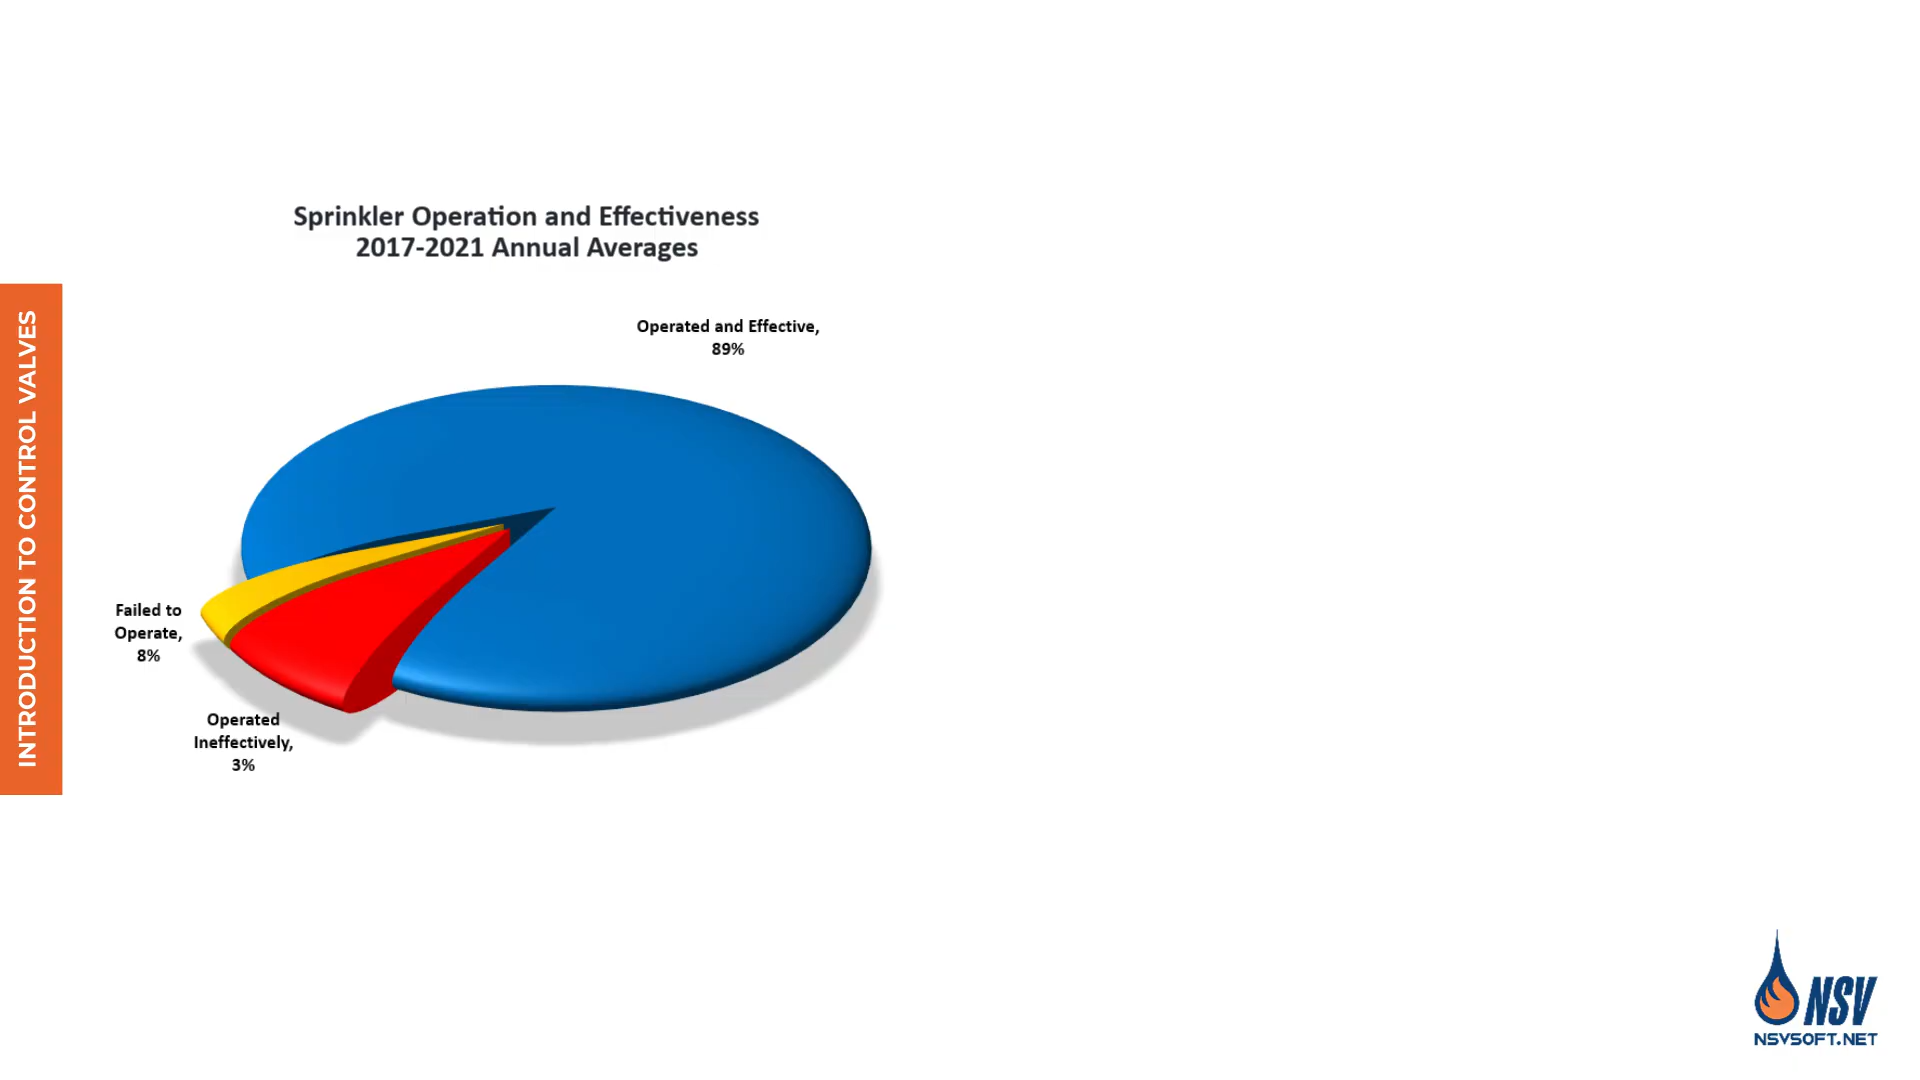 Sprinkler Operation and Effectiveness
2017-2021 Annual Averages
Operated and Effective,
89%
INTRODUCTION TO CONTROL VALVES
Failed to
Operate,
8%
Operated
Ineffectively,
3%
NSV
NSVSOFT.NET